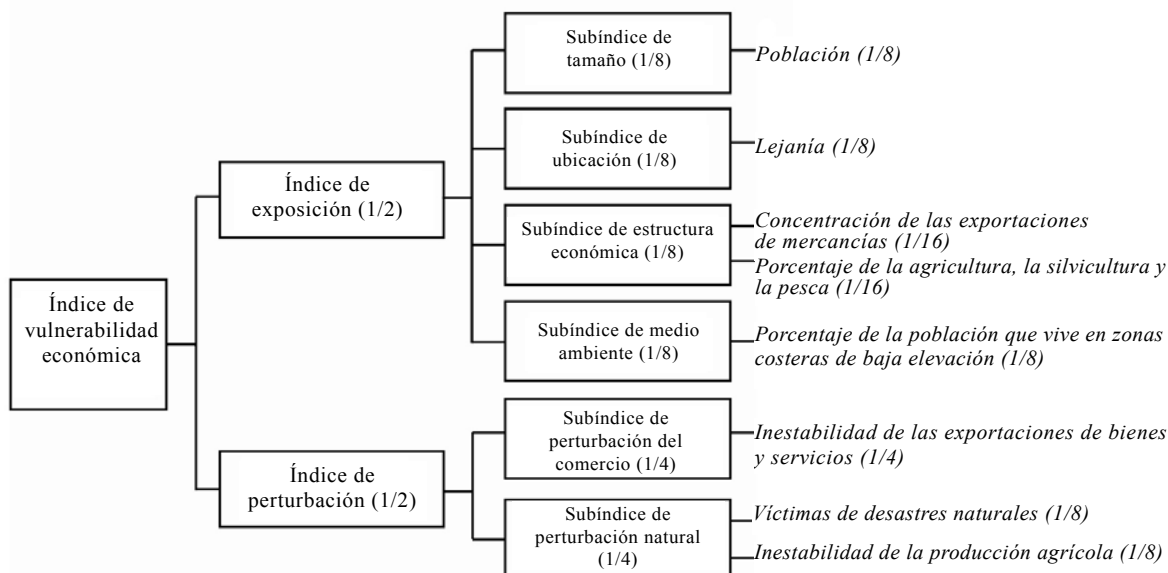 Índice de
vulnerabilidad
económica
Índice de
exposición (1/2)
Subíndice de
tamaño (1/8)
Población (1/8)
Subíndice de
ubicación (1/8)
Lejanía (1/8)
Subíndice de estructura
económica (1/8)
Concentración de las exportaciones
de mercancías (1/16)
Porcentaje de la agricultura, la silvicultura y
la pesca (1/16)
Subíndice de medio
ambiente (1/8)
Porcentaje de la población que vive en zonas
costeras de baja elevación (1/8)
Índice de
perturbación (1/2)
Subíndice de
perturbación del
comercio (1/4)
Inestabilidad de las exportaciones de bienes
y servicios (1/4)
Subíndice de
perturbación natural
(1/4)
Víctimas de desastres naturales (1/8)
Inestabilidad de la producción agrícola (1/8)